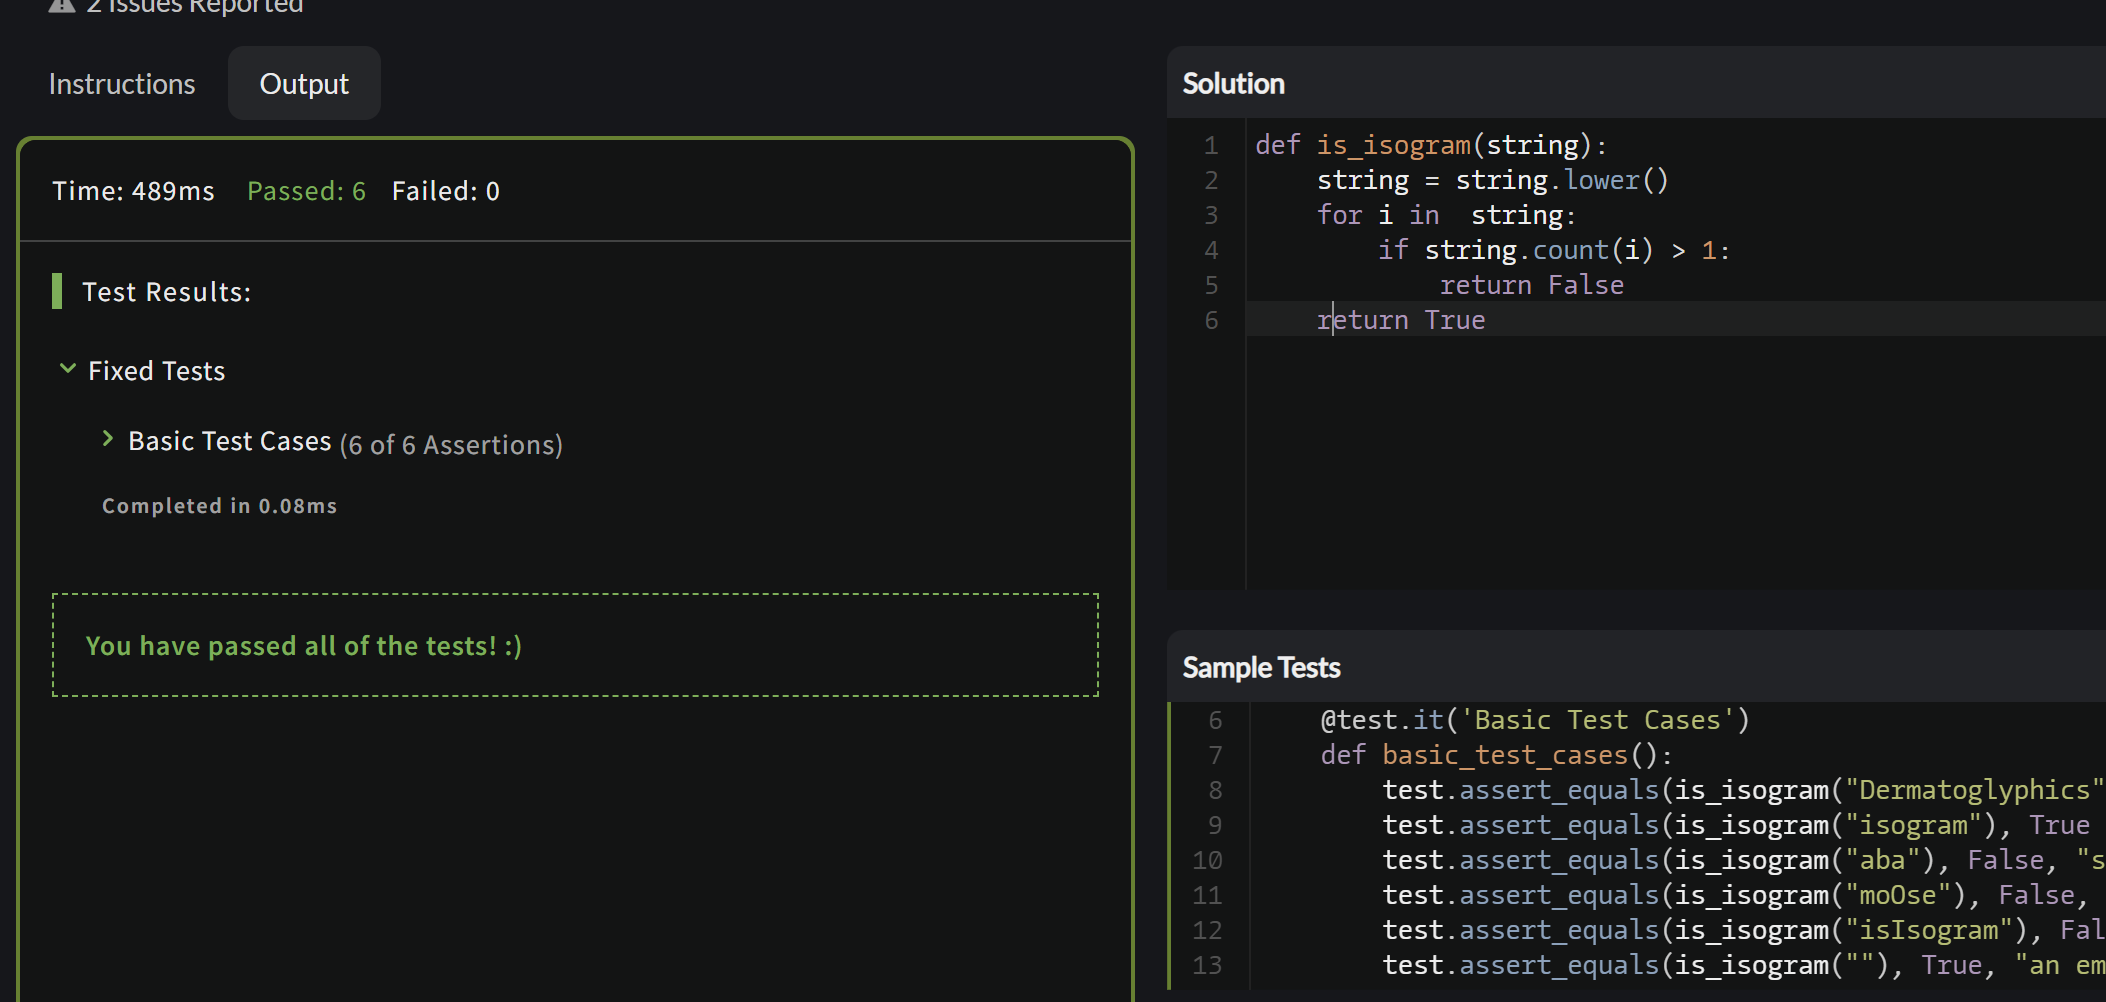 2 Issues Reported
Instructions
Output
Time: 489ms Passed: 6 Failed: 0
Test Results:
Fixed Tests
Basic Test Cases (6 of 6 Assertions)
Completed in 0.08ms
You have passed all of the tests! :)
Solution
1 def is_isogram(string):
2     string = string.lower()
3     for i in  string:
4         if string.count(i) > 1:
5             return False
6     return True
Sample Tests
6     @test.it('Basic Test Cases')
7     def basic_test_cases():
8         test.assert_equals(is_isogram("Dermatoglyphics"
9         test.assert_equals(is_isogram("isogram"), True
10         test.assert_equals(is_isogram("aba"), False, "s
11         test.assert_equals(is_isogram("moOse"), False,
12         test.assert_equals(is_isogram("isIsogram"), Fal
13         test.assert_equals(is_isogram(""), True, "an em